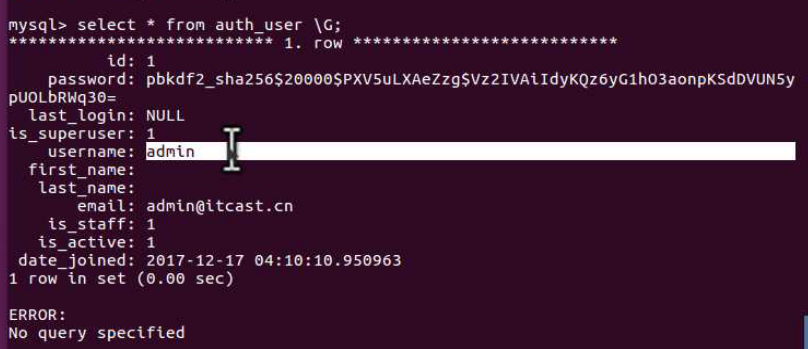 mysql> select * from auth_user \G;
*************************** 1. row ***************************
id: 1
password: pbkdf2_sha256$20000$PXV5uLXAeZzg$Vz2IVAiIdyKQz6yG1hO3aonpKSdDVUN5y
pUOLbRWq30=
last_login: NULL
is_superuser: 1
username: admin
first_name:
last_name:
email: admin@itcast.cn
is_staff: 1
is_active: 1
date_joined: 2017-12-17 04:10:10.950963
1 row in set (0.00 sec)
ERROR:
No query specified